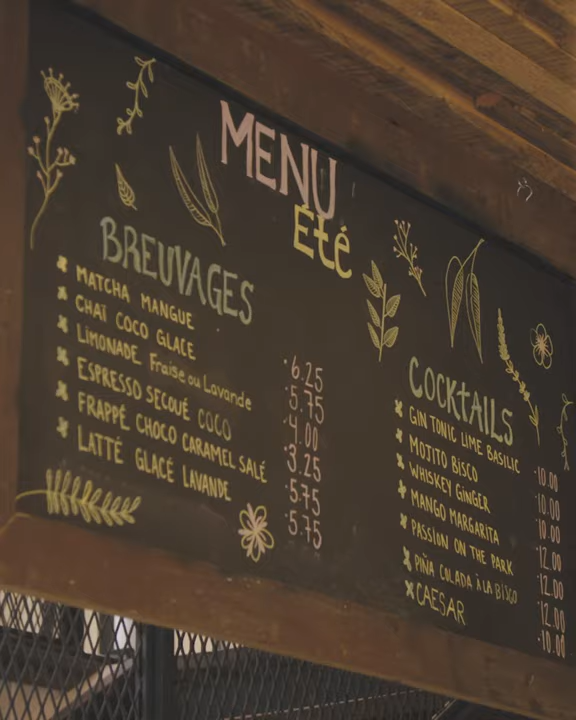 MENU
Été
BREUVAGES
MATCHA MANGUE 6.25
CHAÏ COCO GLACE 5.75
LIMONADE Fraise ou Lavande 4.00
ESPRESSO SECOUÉ COCO 3.25
FRAPPÉ CHOCO CARAMEL SALÉ 5.75
LATTÉ GLACÉ LAVANDE 5.75
COCKTAILS
GIN TONIC LIME BASILIC 10.00
MOJITO BISCO 10.00
WHISKEY GINGER 10.00
MANGO MARGARITA 12.00
PASSION ON THE PARK 12.00
PIÑA COLADA À LA BISCO 12.00
CAESAR 10.00